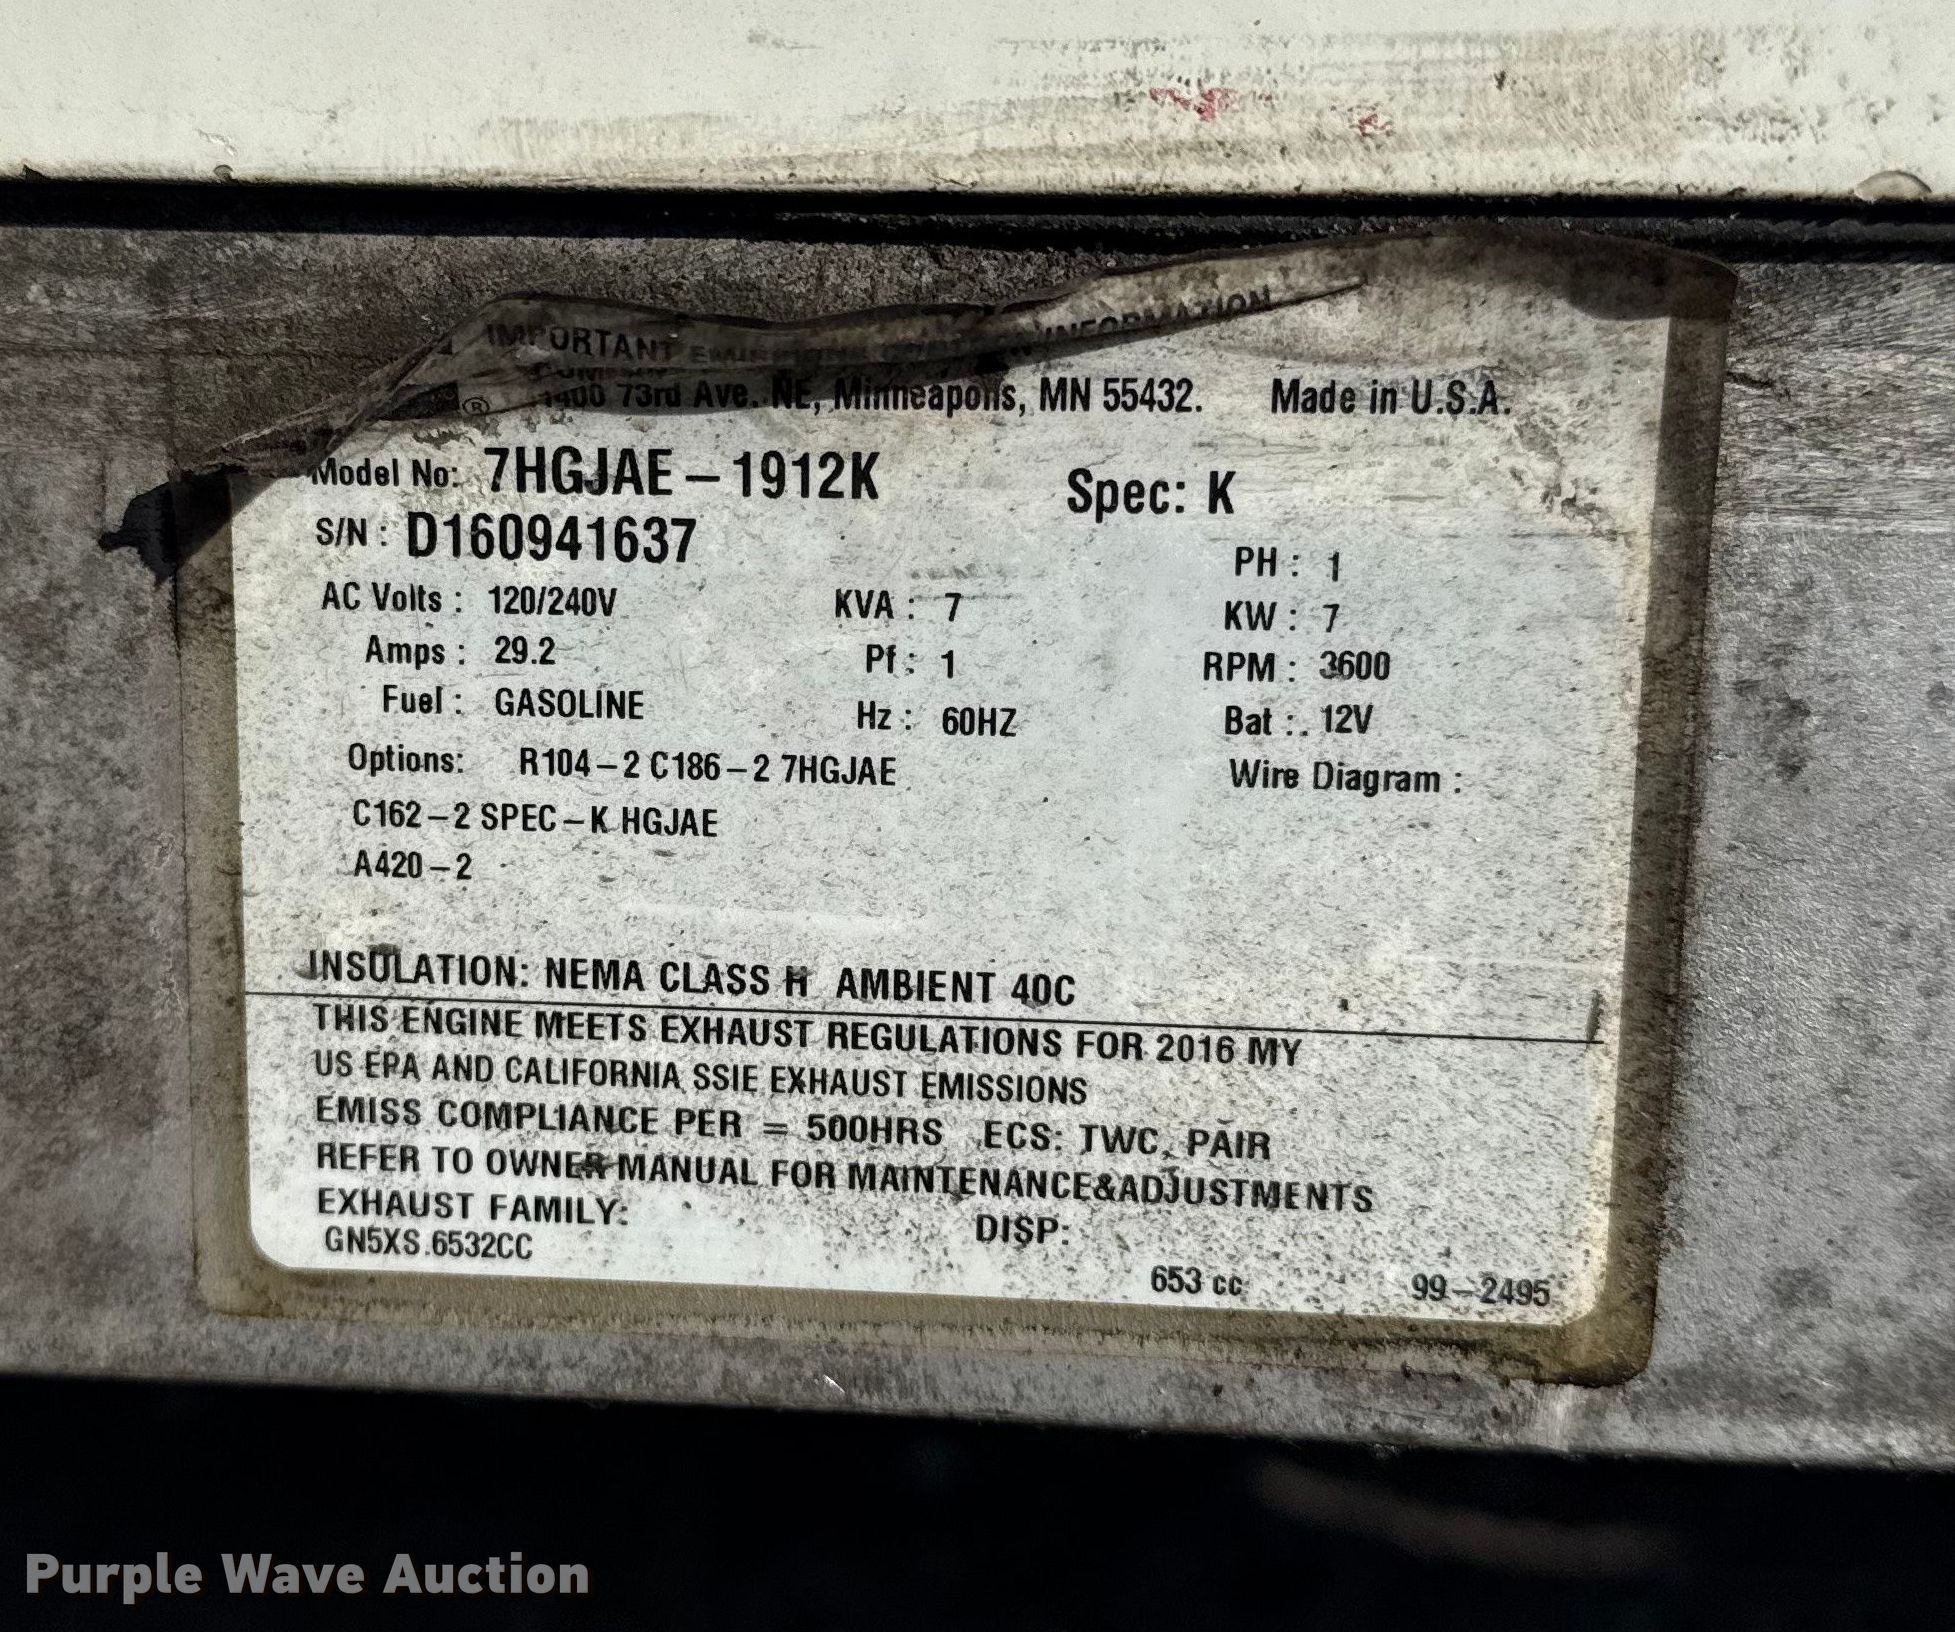 IMPORTANT EMISSIONS INFORMATION
®
1400 73rd Ave. NE, Minneapolis, MN 55432. Made in U.S.A.
Model No: 7HGJAE-1912K Spec: K
S/N : D160941637
PH : 1
AC Volts : 120/240V KVA : 7 KW : 7
Amps : 29.2 Pf : 1 RPM : 3600
Fuel : GASOLINE Hz : 60HZ Bat : 12V
Options: R104-2 C186-2 7HGJAE Wire Diagram :
C162-2 SPEC-K HGJAE
A420-2
INSULATION: NEMA CLASS H AMBIENT 40C
THIS ENGINE MEETS EXHAUST REGULATIONS FOR 2016 MY
US EPA AND CALIFORNIA SSIE EXHAUST EMISSIONS
EMISS COMPLIANCE PER = 500HRS ECS: TWC, PAIR
REFER TO OWNER MANUAL FOR MAINTENANCE&ADJUSTMENTS
EXHAUST FAMILY: DISP:
GN5XS.6532CC 653 cc 99-2495
Purple Wave Auction